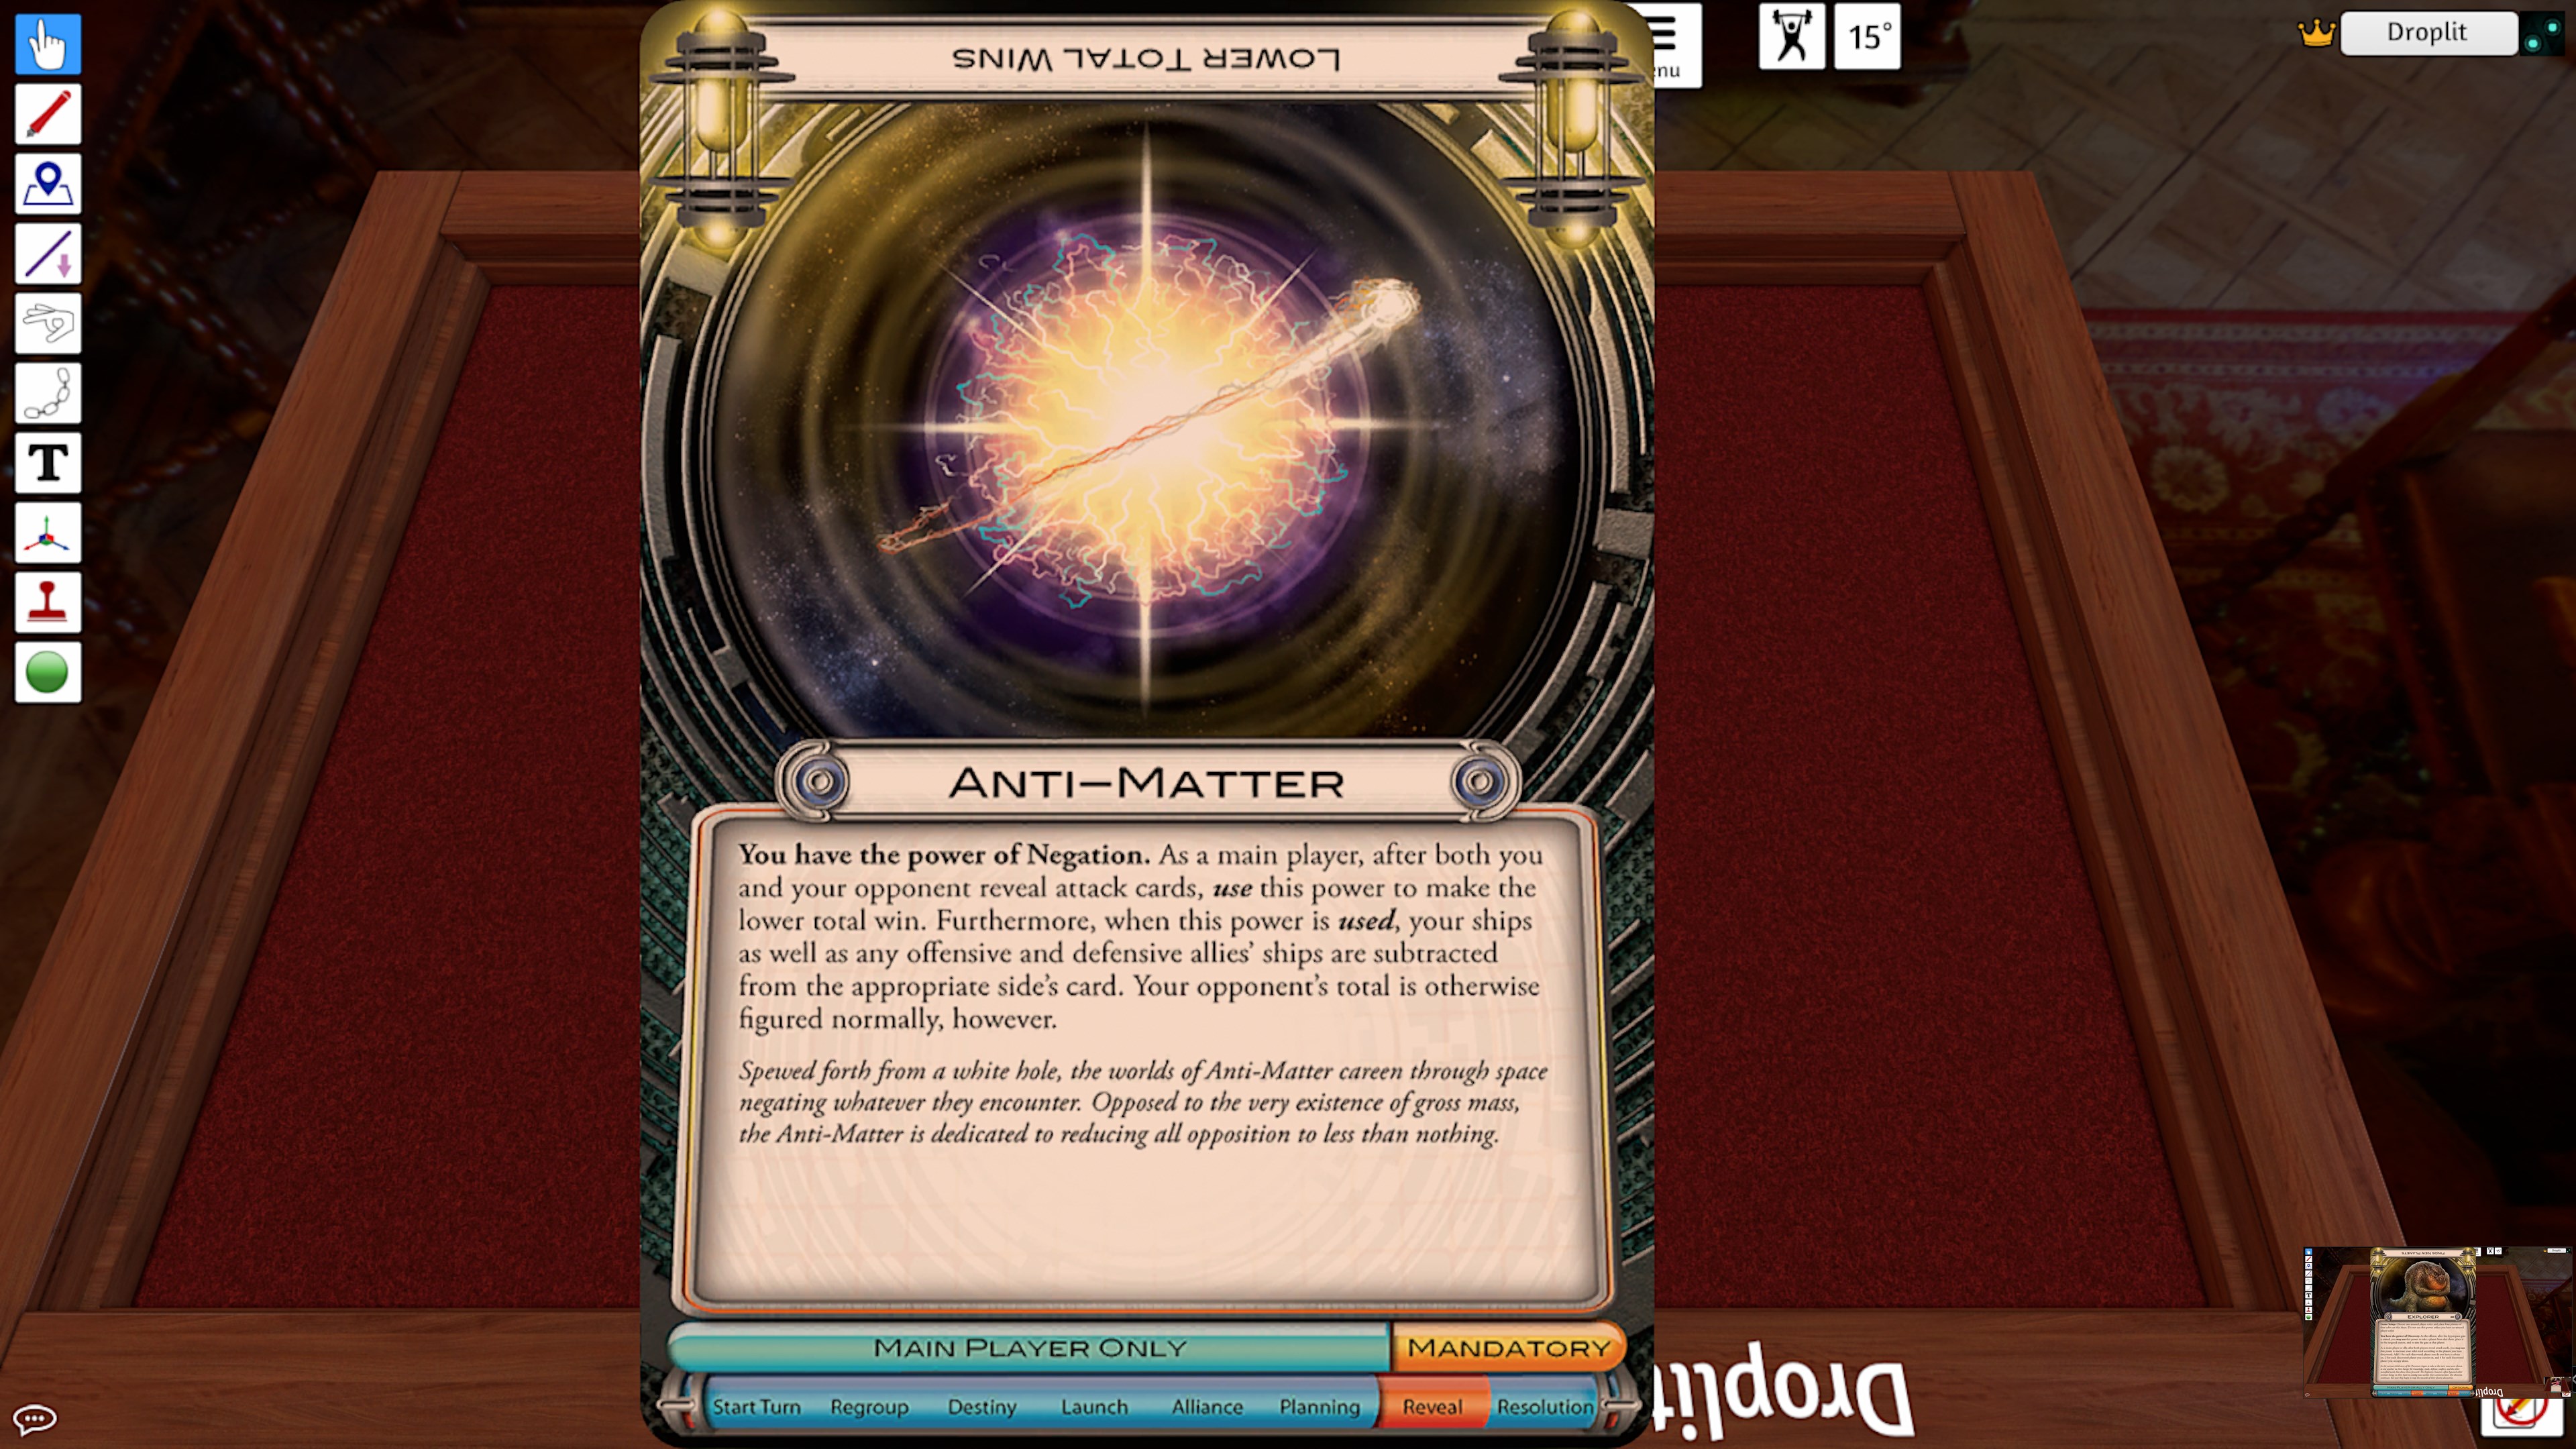 LOWER TOTAL WINS
nu
15°
Droplit
T
ANTI-MATTER
You have the power of Negation. As a main player, after both you
and your opponent reveal attack cards, use this power to make the
lower total win. Furthermore, when this power is used, your ships
as well as any offensive and defensive allies' ships are subtracted
from the appropriate side's card. Your opponent's total is otherwise
figured normally, however.
Spewed forth from a white hole, the worlds of Anti-Matter careen through space
negating whatever they encounter. Opposed to the very existence of gross mass,
the Anti-Matter is dedicated to reducing all opposition to less than nothing.
MAIN PLAYER ONLY
MANDATORY
Start Turn Regroup Destiny Launch Alliance Planning Reveal Resolution
Droplit
EXPLORER